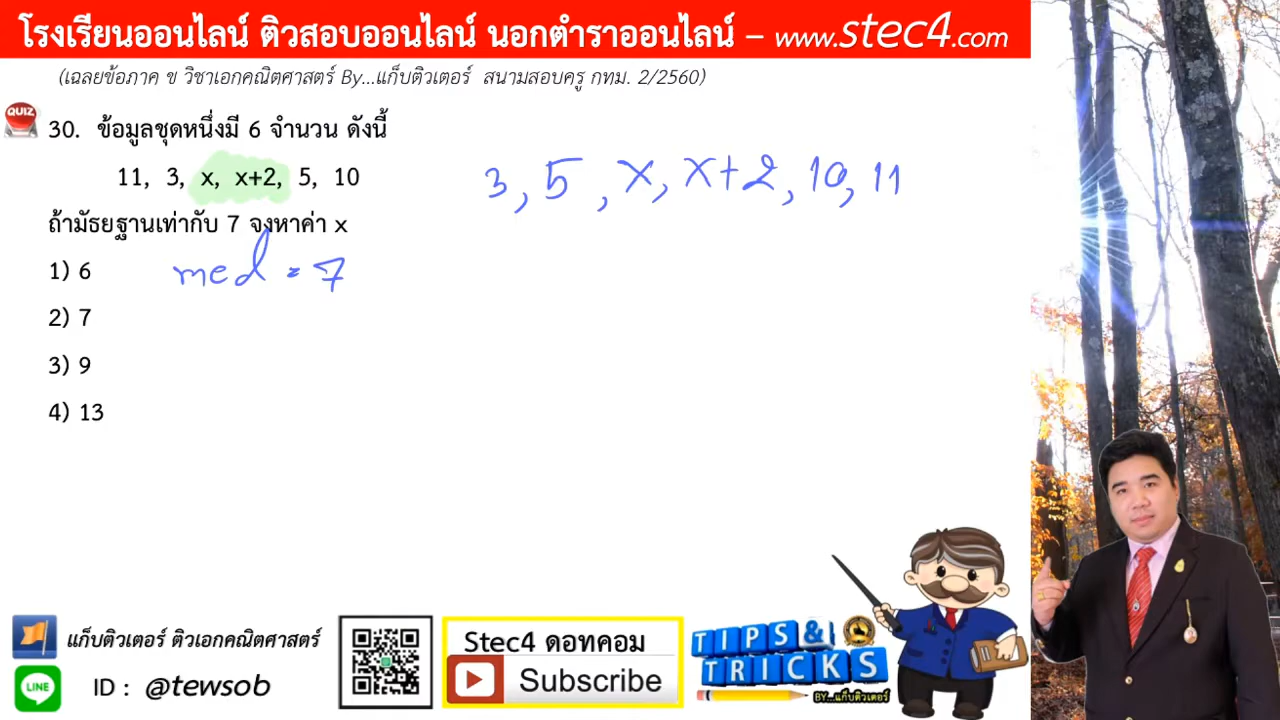 โรงเรียนออนไลน์ ติวสอบออนไลน์ นอกตำราออนไลน์ – www.stec4.com
(เฉลยข้อภาค ข วิชาเอกคณิตศาสตร์ By...แก็บติวเตอร์ สนามสอบครู กทม. 2/2560)
QUIZ
30. ข้อมูลชุดหนึ่งมี 6 จำนวน ดังนี้
11, 3, x, x+2, 5, 10
3, 5, x, x+2, 10, 11
ถ้ามัธยฐานเท่ากับ 7 จงหาค่า x
1) 6
med = 7
2) 7
3) 9
4) 13
แก็บติวเตอร์ ติวเอกคณิตศาสตร์
LINE
ID : @tewsob
Stec4 ดอทคอม
Subscribe
TIPS &
TRICKS
BY...แก็บติวเตอร์